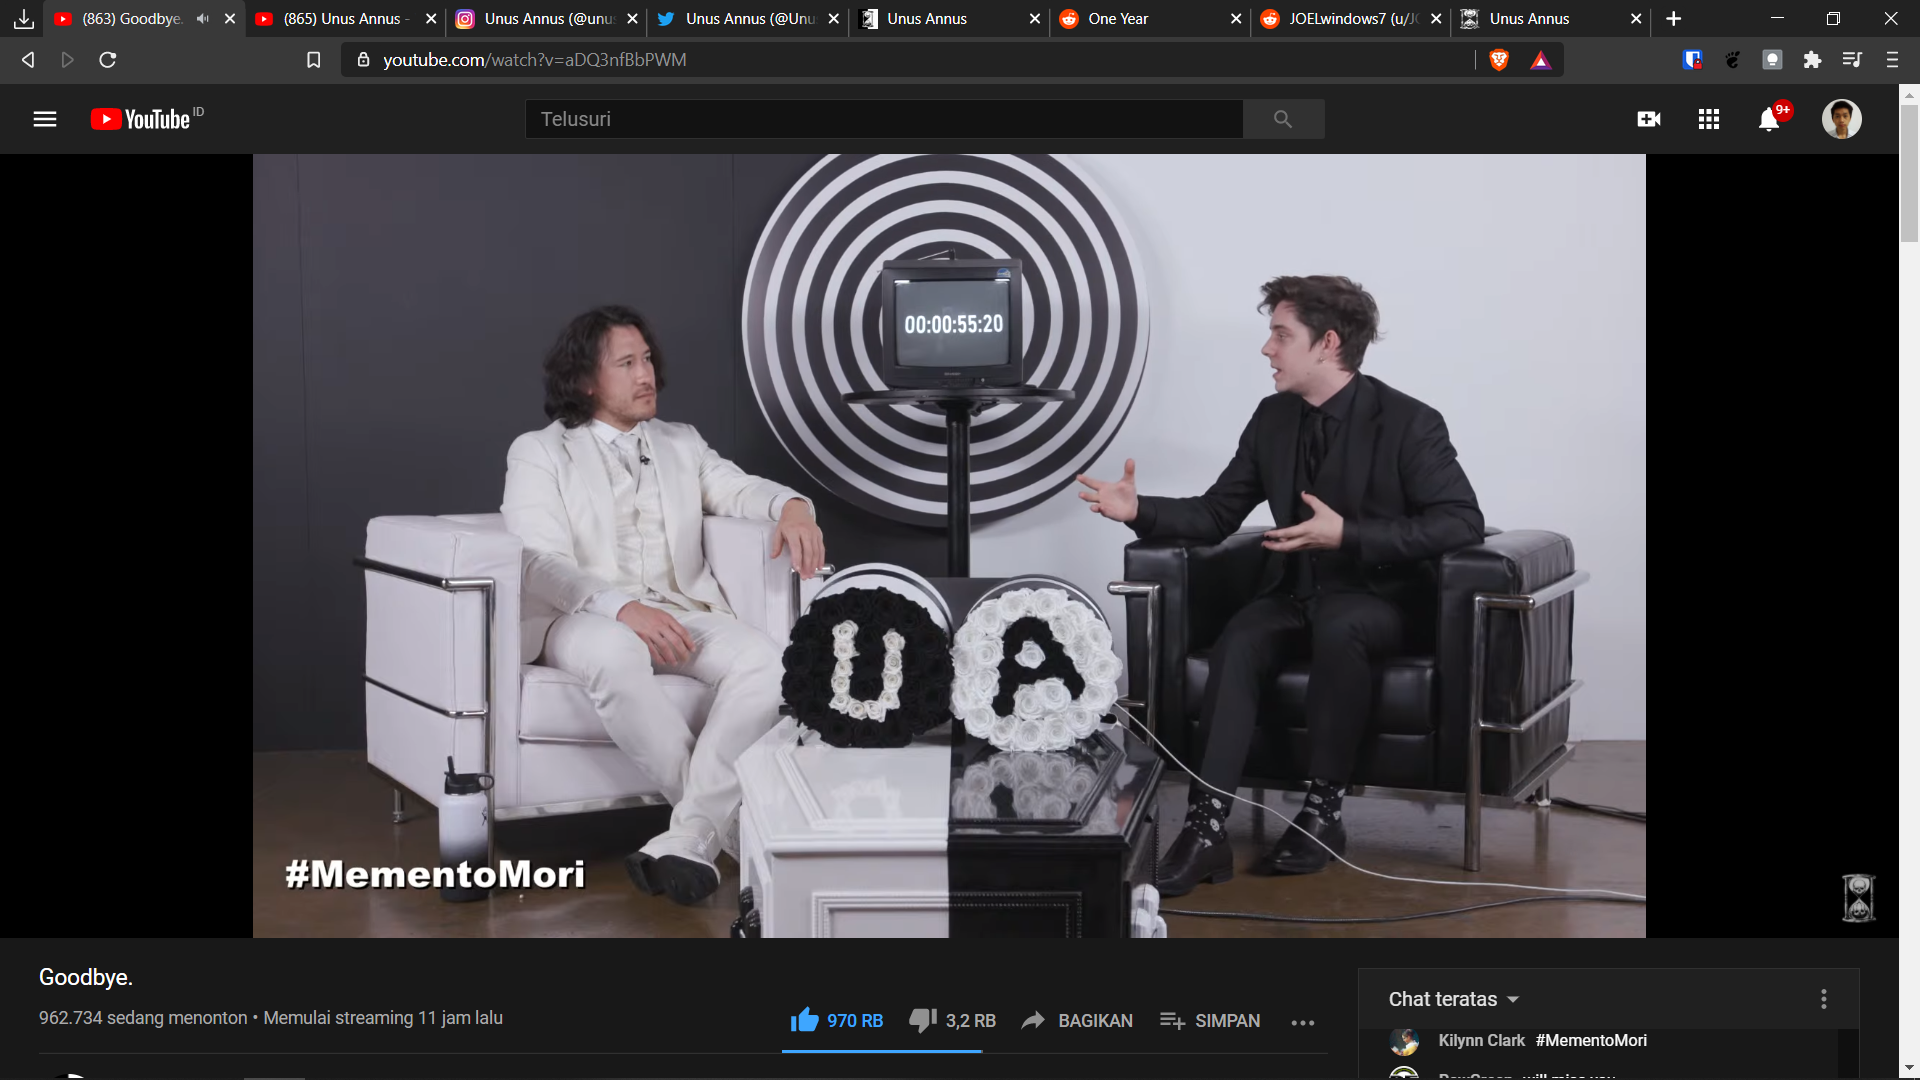 (863) Goodbye.
(865) Unus Annus -
Unus Annus (@unu
Unus Annus (@Unu
Unus Annus
One Year
JOELwindows7 (u/JO
Unus Annus
youtube.com/watch?v=aDQ3nfBbPWM
YouTube ID
Telusuri
9+
00:00:55:20
U A
#MementoMori
Goodbye.
962.734 sedang menonton • Memulai streaming 11 jam lalu
970 RB
3,2 RB
BAGIKAN
SIMPAN
Chat teratas
Kilynn Clark #MementoMori